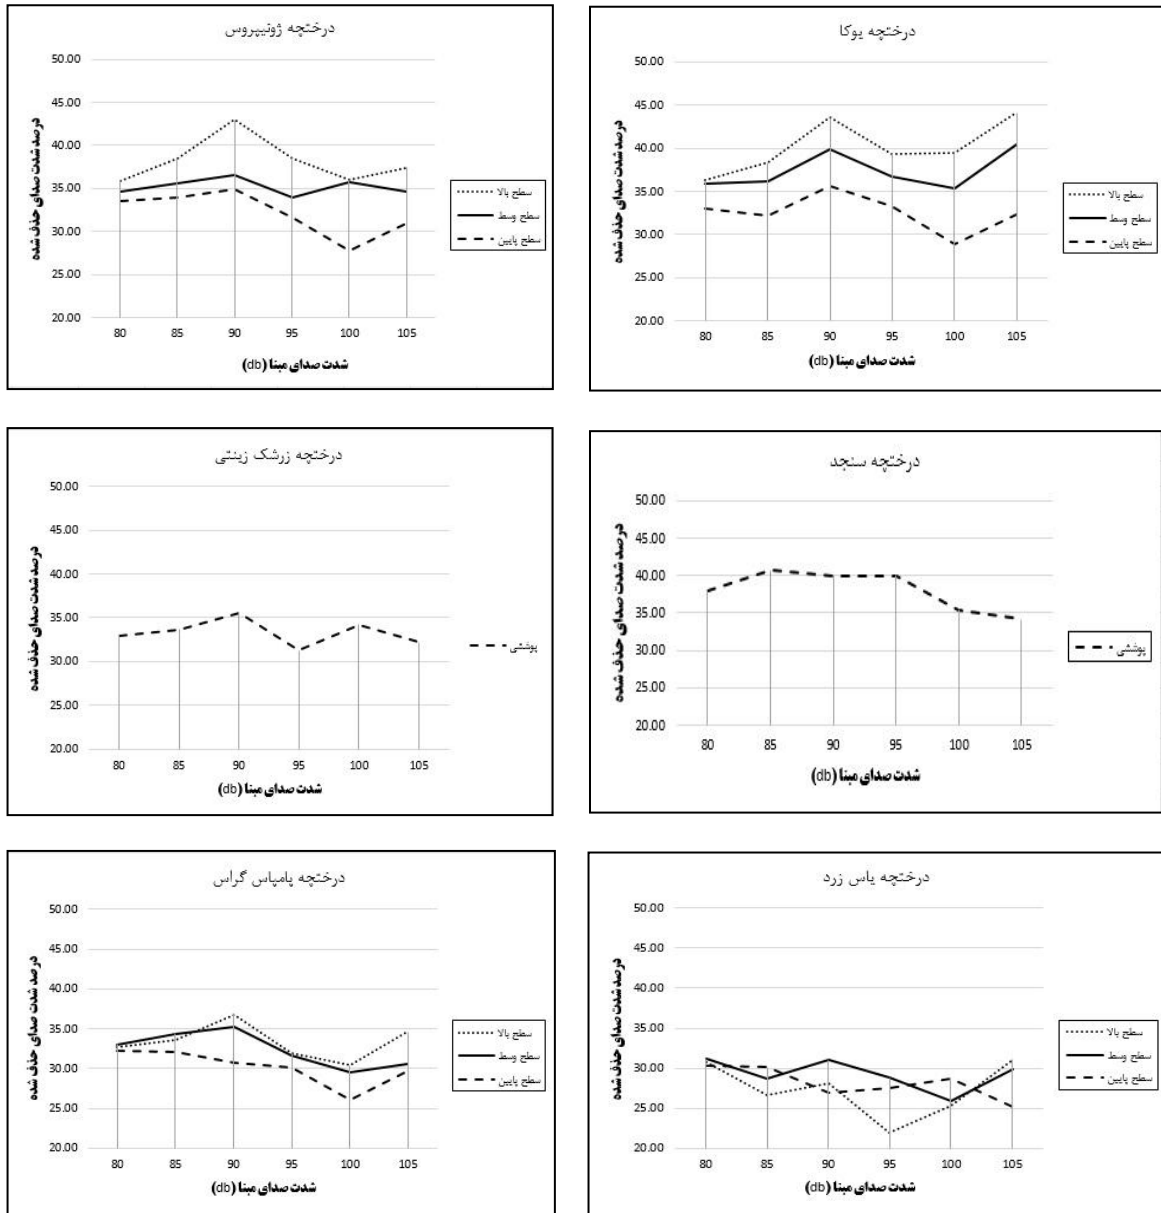 درختچه ژونیپروس
50.00
45.00
40.00
35.00
30.00
25.00
20.00
درصد شدت صدای حذف شده
80 85 90 95 100 105
شدت صدای مبنا (db)
سطح بالا
سطح وسط
سطح پایین
درختچه یوکا
50.00
45.00
40.00
35.00
30.00
25.00
20.00
درصد شدت صدای حذف شده
80 85 90 95 100 105
شدت صدای مبنا (db)
سطح بالا
سطح وسط
سطح پایین
درختچه زرشک زینتی
50.00
45.00
40.00
35.00
30.00
25.00
20.00
درصد شدت صدای حذف شده
80 85 90 95 100 105
شدت صدای مبنا (db)
پوششی
درختچه سنجد
50.00
45.00
40.00
35.00
30.00
25.00
20.00
درصد شدت صدای حذف شده
80 85 90 95 100 105
شدت صدای مبنا (db)
پوششی
درختچه پامپاس گراس
50.00
45.00
40.00
35.00
30.00
25.00
20.00
درصد شدت صدای حذف شده
80 85 90 95 100 105
شدت صدای مبنا (db)
سطح بالا
سطح وسط
سطح پایین
درختچه یاس زرد
50.00
45.00
40.00
35.00
30.00
25.00
20.00
درصد شدت صدای حذف شده
80 85 90 95 100 105
شدت صدای مبنا (db)
سطح بالا
سطح وسط
سطح پایین